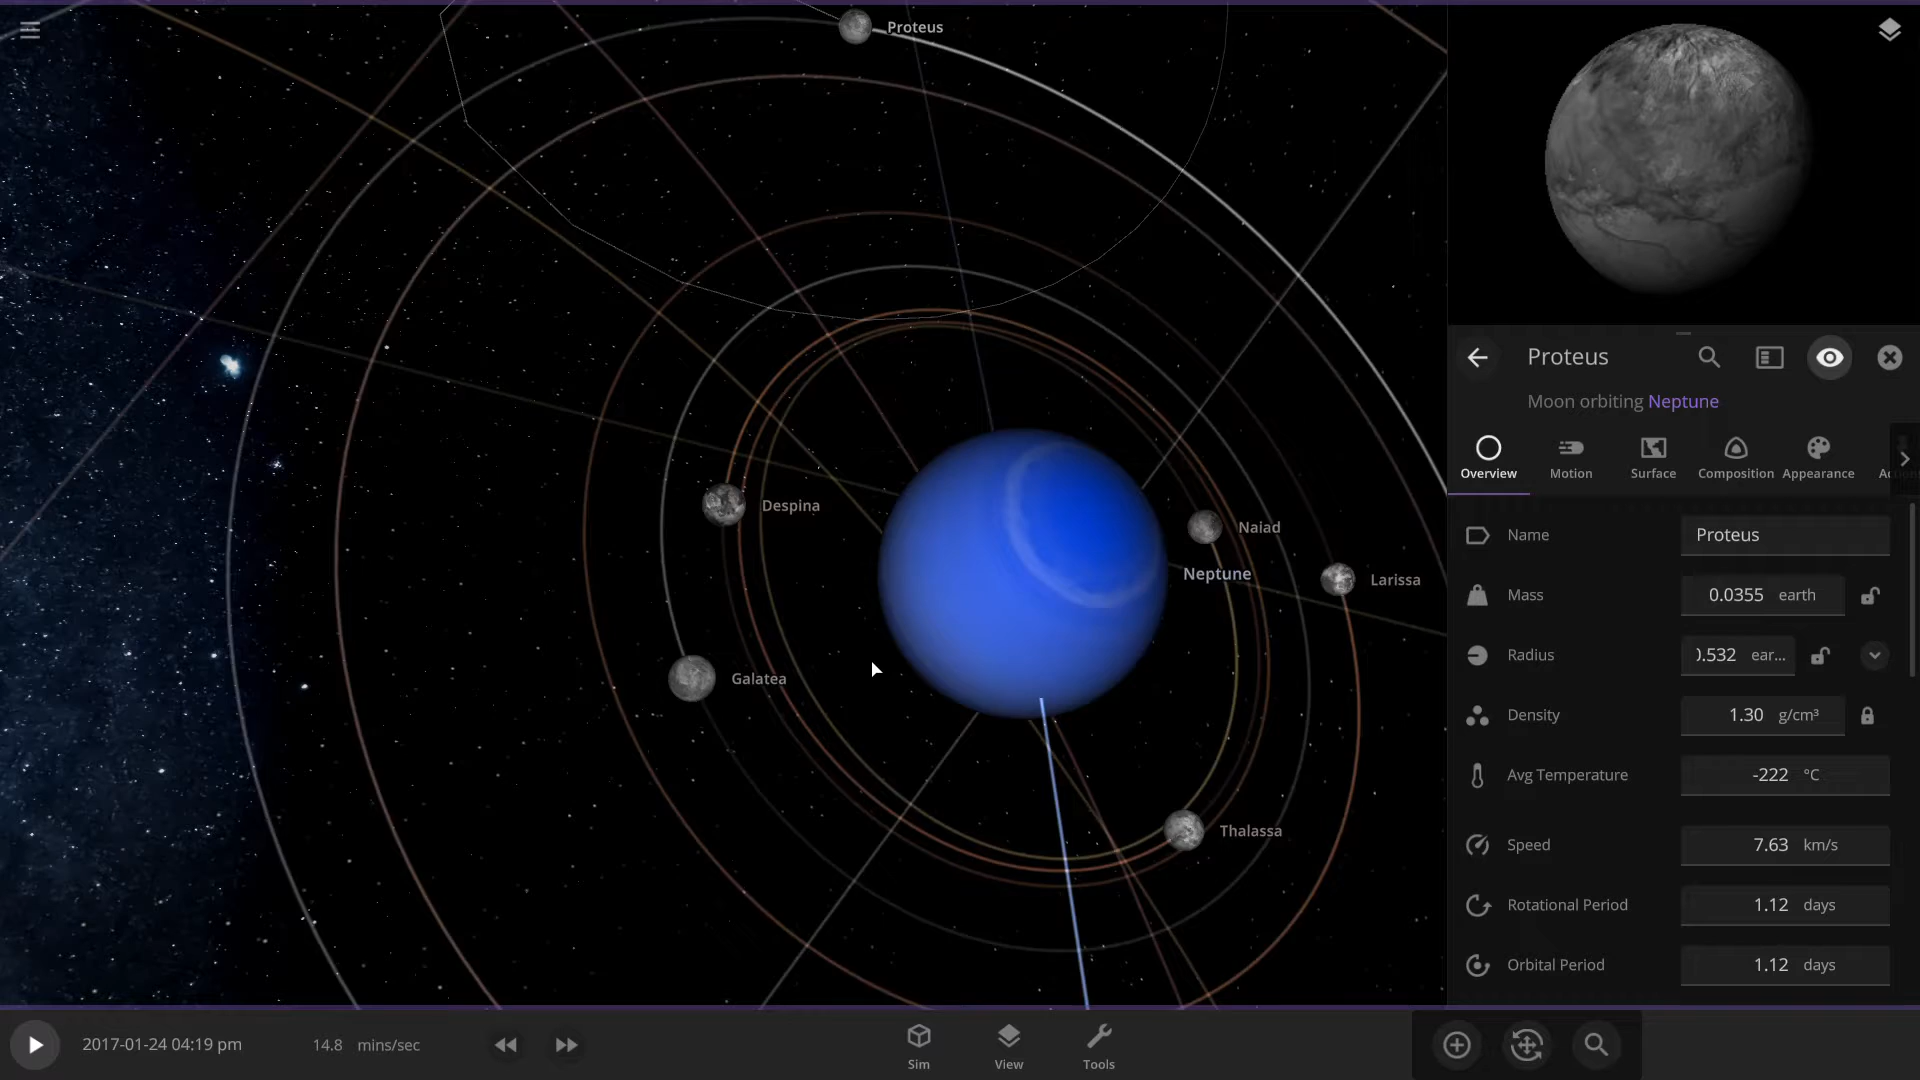 Proteus
Despina
Naiad
Neptune
Larissa
Galatea
Thalassa
Proteus
Moon orbiting Neptune
Overview
Motion
Surface
Composition
Appearance
Name
Proteus
Mass
0.0355 earth
Radius
.532 ear...
Density
1.30 g/cm³
Avg Temperature
-222 °C
Speed
7.63 km/s
Rotational Period
1.12 days
Orbital Period
1.12 days
2017-01-24 04:19 pm
14.8 mins/sec
Sim
View
Tools